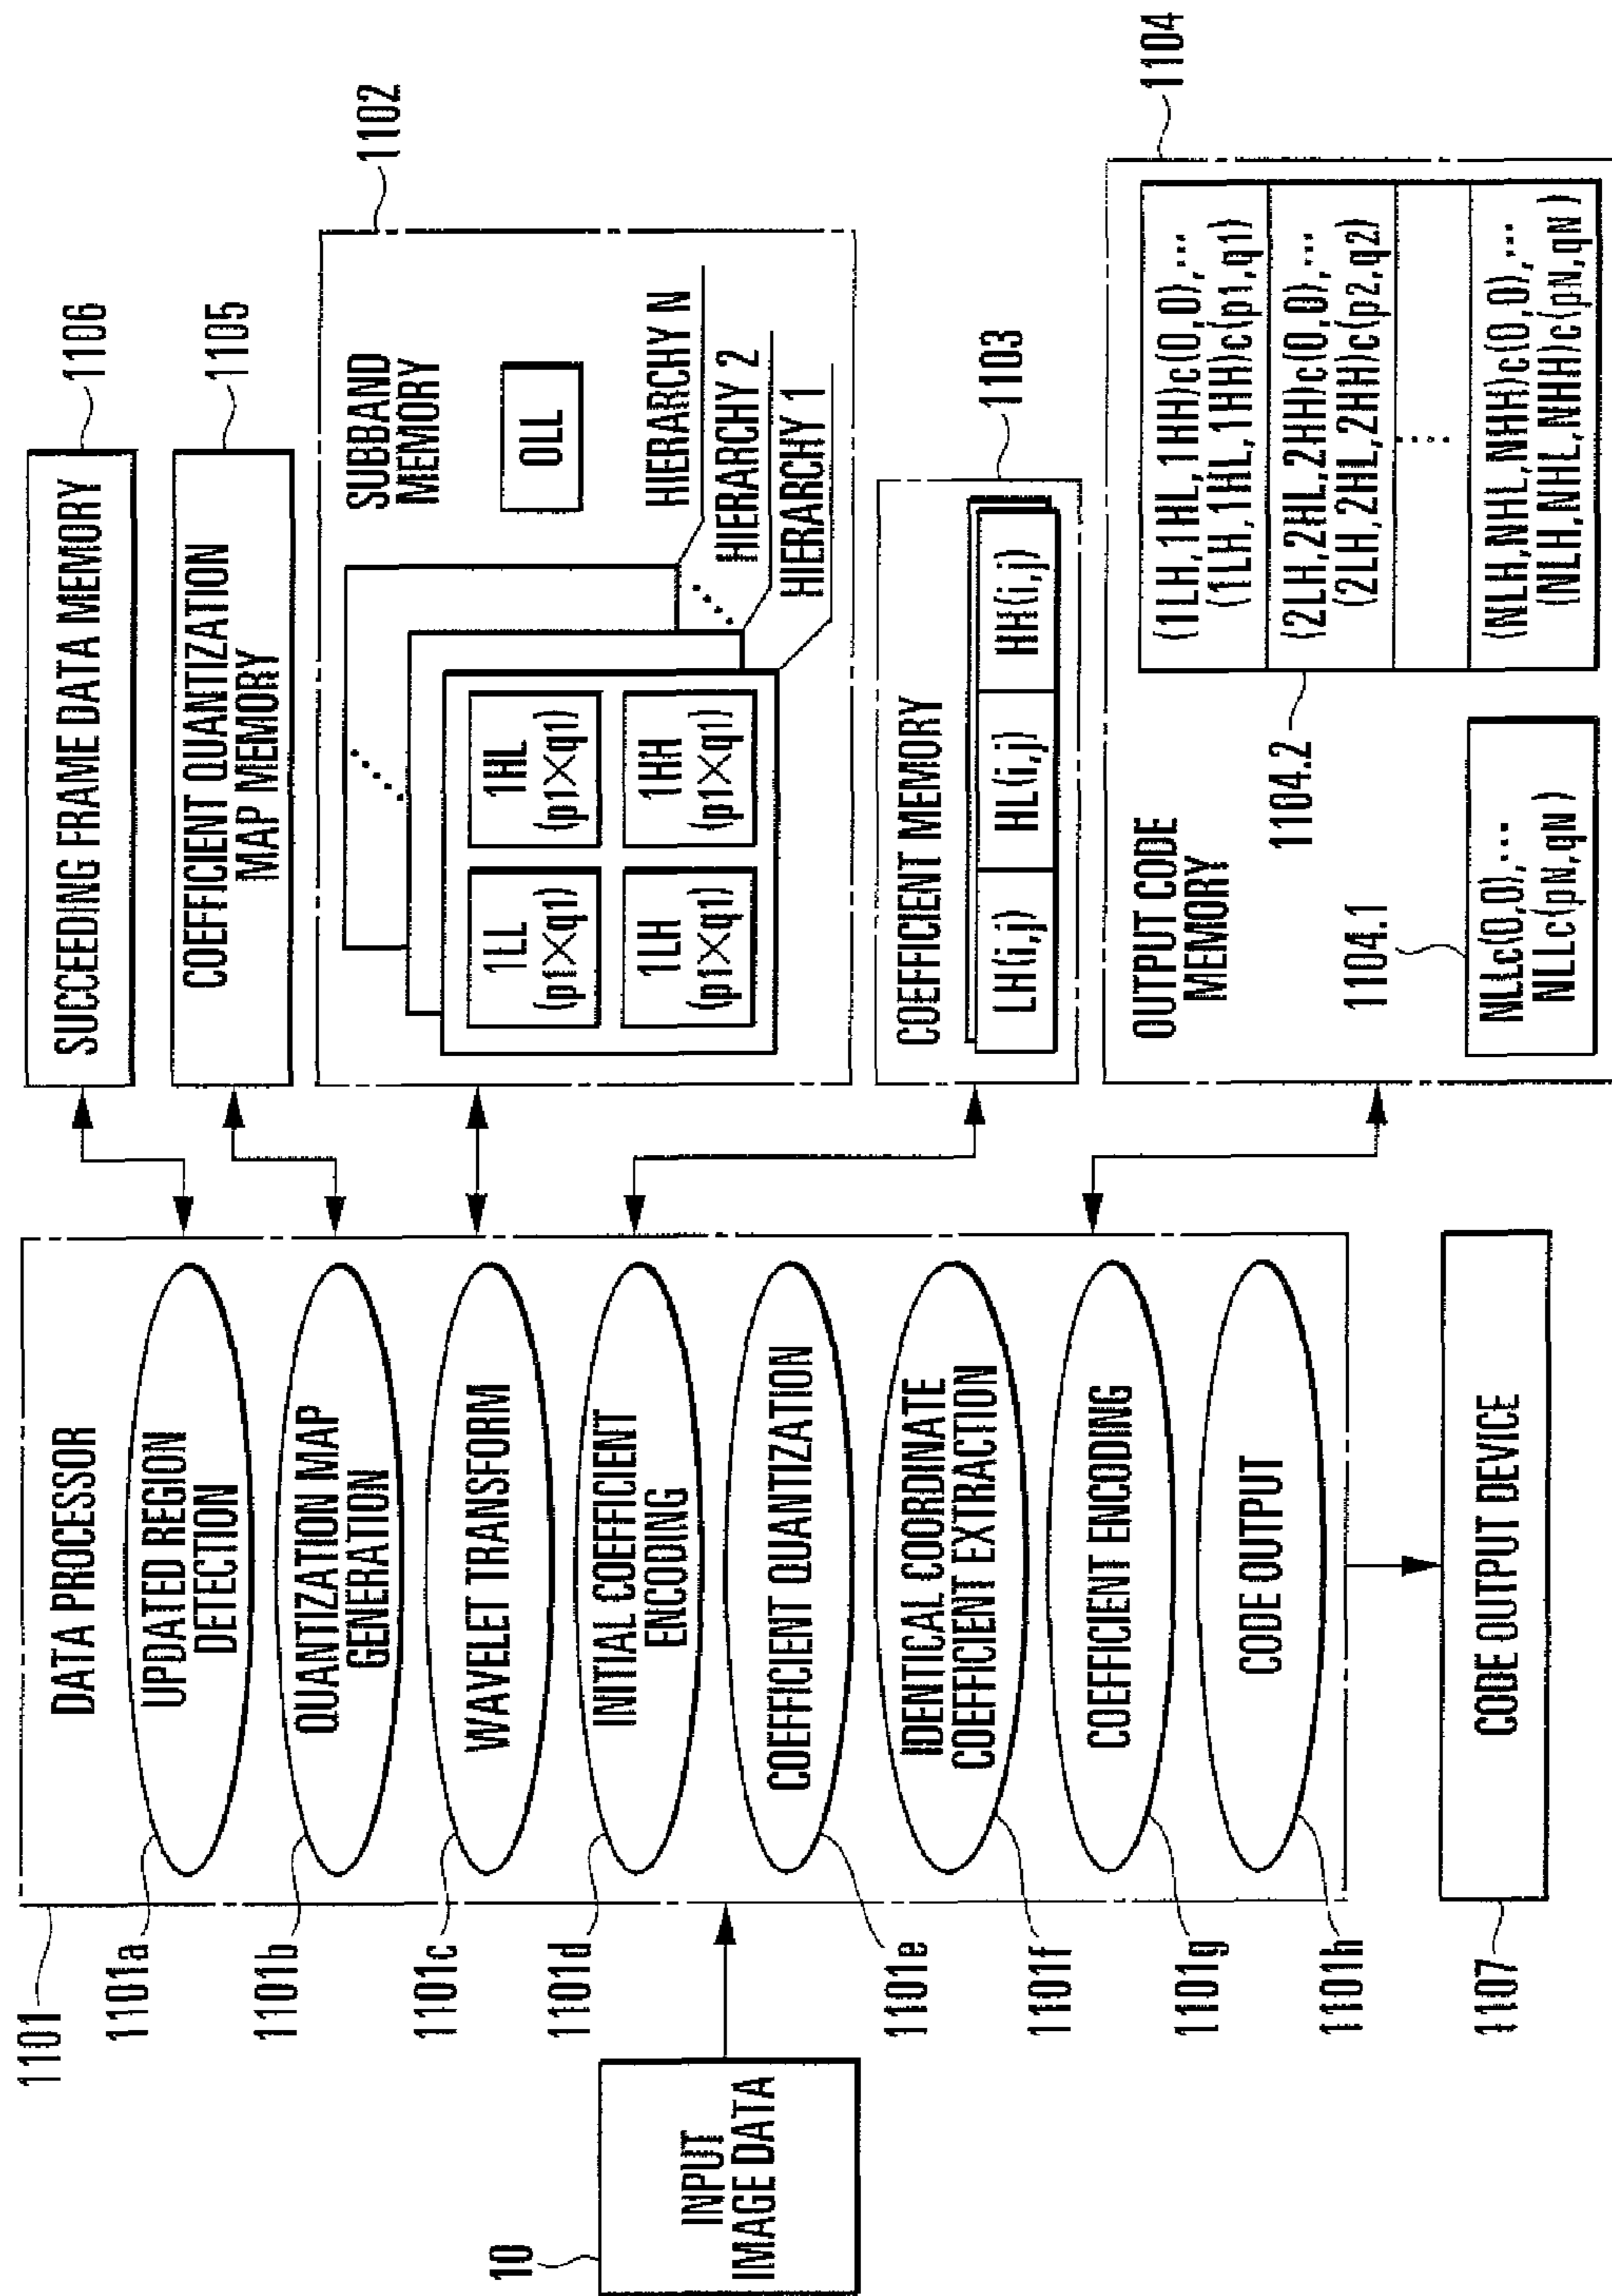 1101
DATA PROCESSOR
1101a
UPDATED REGION
DETECTION
1101b
QUANTIZATION MAP
GENERATION
1101c
WAVELET TRANSFORM
1101d
INITIAL COEFFICIENT
ENCODING
1101e
COEFFICIENT QUANTIZATION
1101f
IDENTICAL COORDINATE
COEFFICIENT EXTRACTION
1101g
COEFFICIENT ENCODING
1101h
CODE OUTPUT
10
INPUT
IMAGE DATA
1107
CODE OUTPUT DEVICE
SUCCEEDING FRAME DATA MEMORY
1106
COEFFICIENT QUANTIZATION
MAP MEMORY
1105
1102
SUBBAND
MEMORY
0LL
1LL
(p1×q1)
1HL
(p1×q1)
1LH
(p1×q1)
1HH
(p1×q1)
HIERARCHY N
HIERARCHY 2
HIERARCHY 1
COEFFICIENT MEMORY
1103
LH(i,j)
HL(i,j)
HH(i,j)
1104
OUTPUT CODE
MEMORY
1104.1
NLLc(0,0),...
NLLc(pN,qN)
1104.2
(1LH,1HL,1HH)c(0,0),...
(1LH,1HL,1HH)c(p1,q1)
(2LH,2HL,2HH)c(0,0),...
(2LH,2HL,2HH)c(p2,q2)
(NLH,NHL,NHH)c(0,0),...
(NLH,NHL,NHH)c(pN,qN)